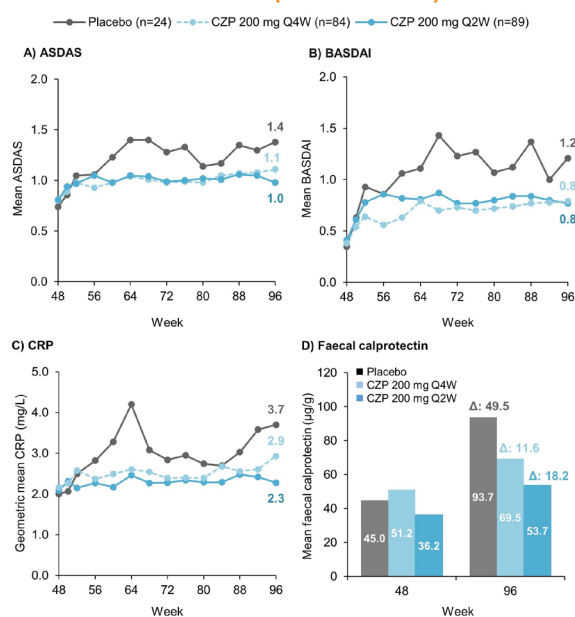 Placebo (n=24) CZP 200 mg Q4W (n=84) CZP 200 mg Q2W (n=89)
A) ASDAS
2.0
1.5
1.0
0.5
0.0
Mean ASDAS
1.4
1.1
1.0
48 56 64 72 80 88 96
Week
B) BASDAI
2.0
1.5
1.0
0.5
0.0
Mean BASDAI
1.2
0.8
0.8
48 56 64 72 80 88 96
Week
C) CRP
5.0
4.0
3.0
2.0
1.0
0.0
Geometric mean CRP (mg/L)
3.7
2.9
2.3
48 56 64 72 80 88 96
Week
D) Faecal calprotectin
Placebo
CZP 200 mg Q4W
CZP 200 mg Q2W
120
100
80
60
40
20
0
Mean faecal calprotectin (µg/g)
Δ: 49.5
Δ: 11.6
Δ: 18.2
45.0 51.2 36.2
93.7 69.5 53.7
48 96
Week